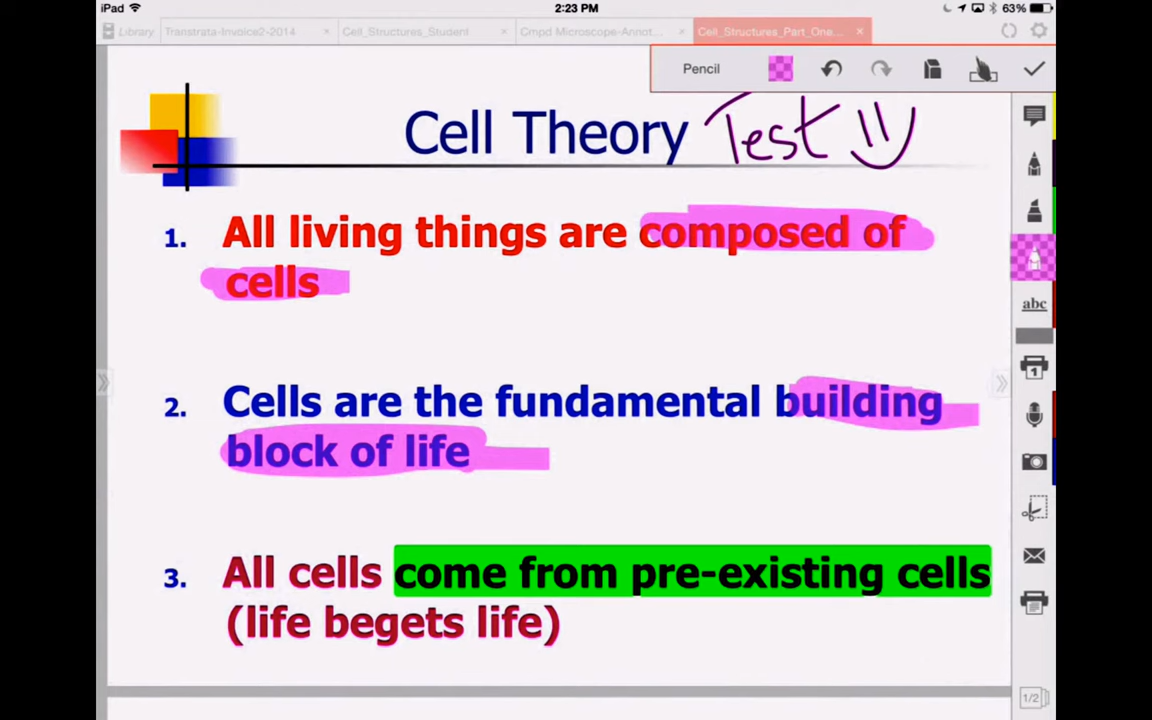 iPad 2:23 PM 63%
Library Transtrata-Invoice2-2014 Cell_Structures_Student Cmpd Microscope-Annot... Cell_Structures_Part_One...
Pencil
Cell Theory Test
1. All living things are composed of
cells
abc
2. Cells are the fundamental building
block of life
1
3. All cells come from pre-existing cells
(life begets life)
1/2